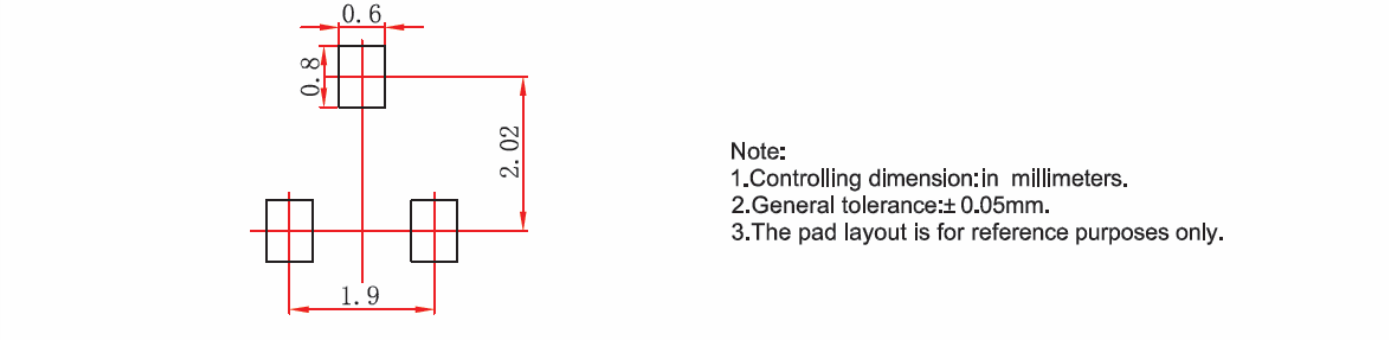 0.6
0.8
2.02
1.9
Note:
1.Controlling dimension:in millimeters.
2.General tolerance:± 0.05mm.
3.The pad layout is for reference purposes only.